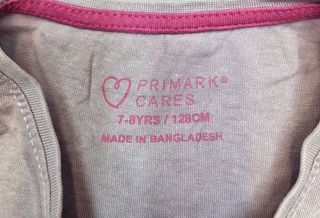 PRIMARK®
CARES
7-8YRS / 128CM
MADE IN BANGLADESH